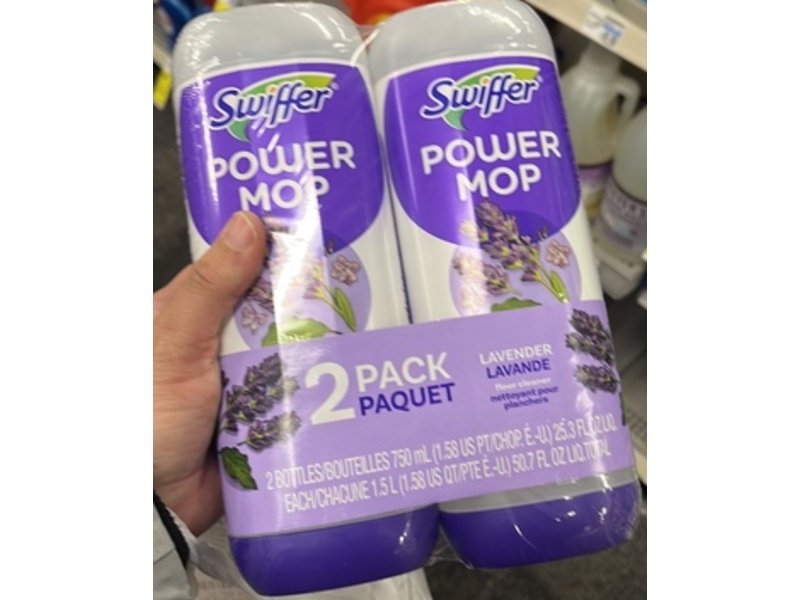 Swiffer
POWER
MOP
Swiffer
POWER
MOP
2 PACK
PAQUET
LAVENDER
LAVANDE
floor cleaner
nettoyant pour
planchers
2 BOTTLES/BOUTEILLES 750 mL (1.58 US PT/CHOP. É.-U.) 25.3 FL OZ LIQ.
EACH/CHACUNE 1.5 L (1.58 US QT/PTE É.-U.) 50.7 FL OZ LIQ. TOTAL